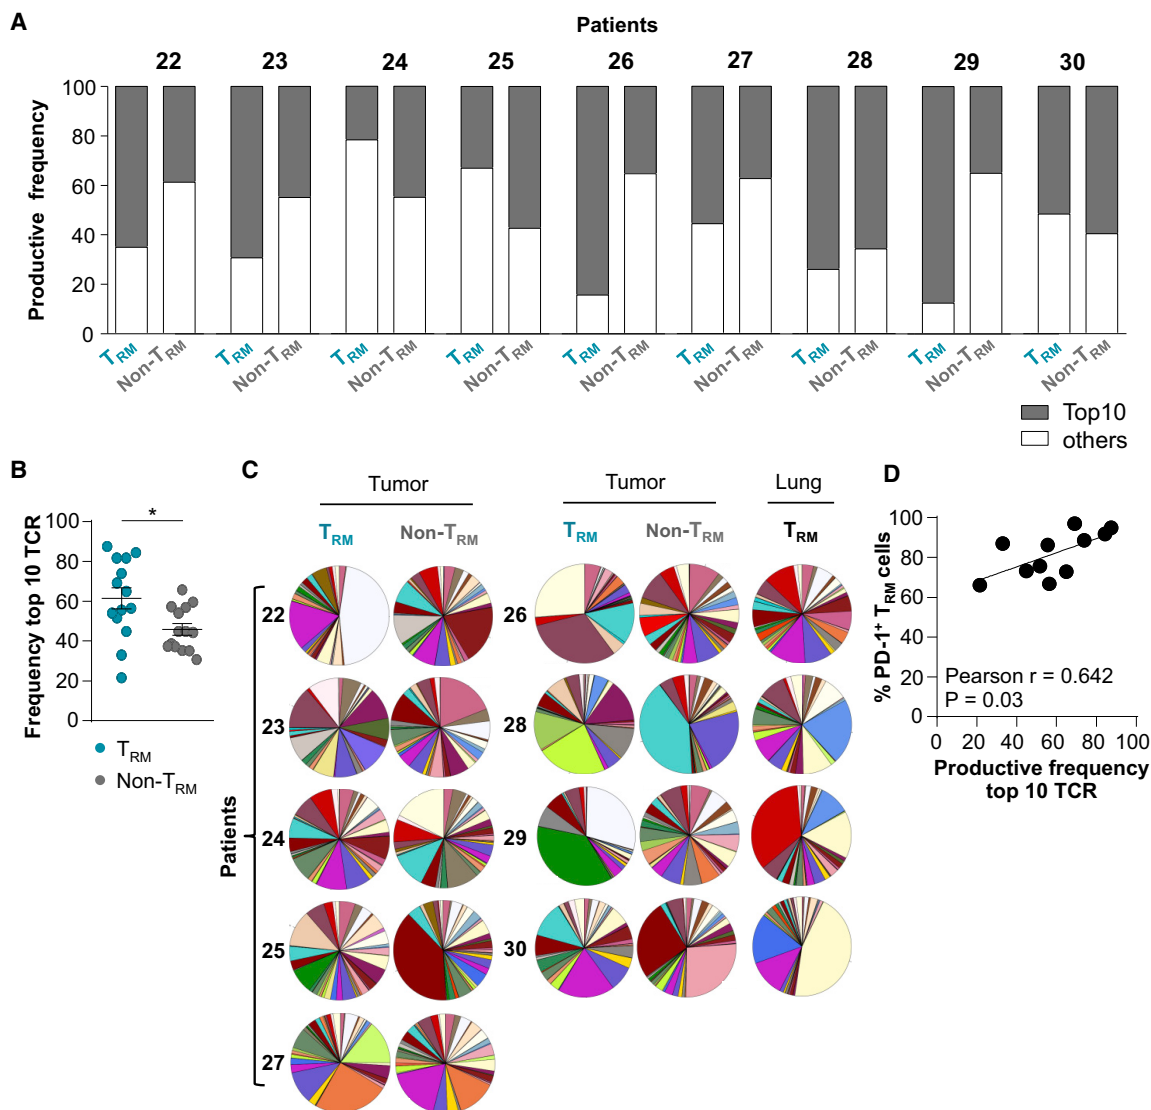 A
Patients
22 23 24 25 26 27 28 29 30
Productive frequency
100
80
60
40
20
0
TRM Non-TRM TRM Non-TRM TRM Non-TRM TRM Non-TRM TRM Non-TRM TRM Non-TRM TRM Non-TRM TRM Non-TRM TRM Non-TRM
Top10
others
B
Frequency top 10 TCR
100
80
60
40
20
0
*
TRM
Non-TRM
C
Tumor Tumor Lung
TRM Non-TRM TRM Non-TRM TRM
Patients
22 26
23 28
24 29
25 30
27
D
% PD-1+ TRM cells
100
80
60
40
20
0
Pearson r = 0.642
P = 0.03
0 20 40 60 80 100
Productive frequency
top 10 TCR